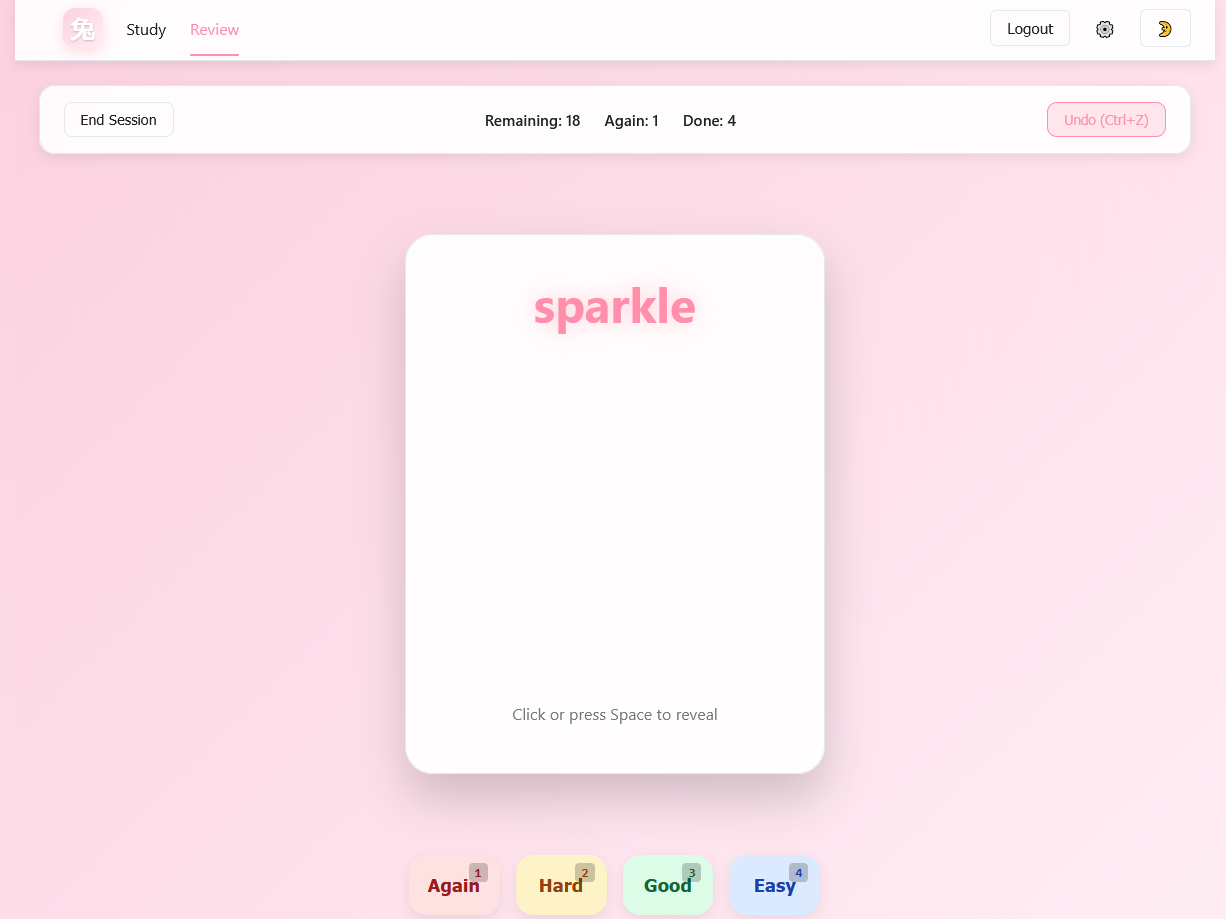 兔 Study Review Logout
End Session Remaining: 18 Again: 1 Done: 4 Undo (Ctrl+Z)
sparkle
Click or press Space to reveal
Again 1 Hard 2 Good 3 Easy 4